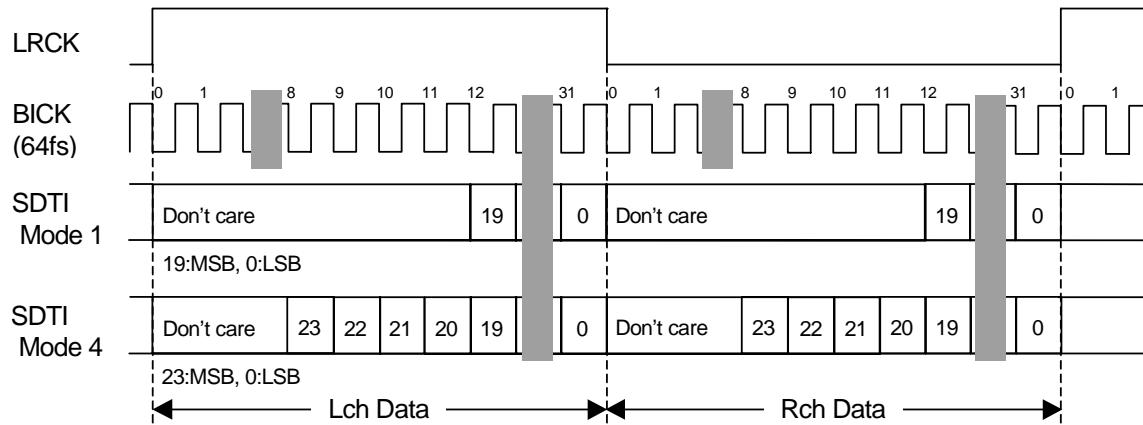 LRCK
0 1 8 9 10 11 12 31 0 1 8 9 10 11 12 31 0 1
BICK
(64fs)
SDTI
Mode 1
Don't care 19 0 Don't care 19 0
19:MSB, 0:LSB
SDTI
Mode 4
Don't care 23 22 21 20 19 0 Don't care 23 22 21 20 19 0
23:MSB, 0:LSB
Lch Data Rch Data